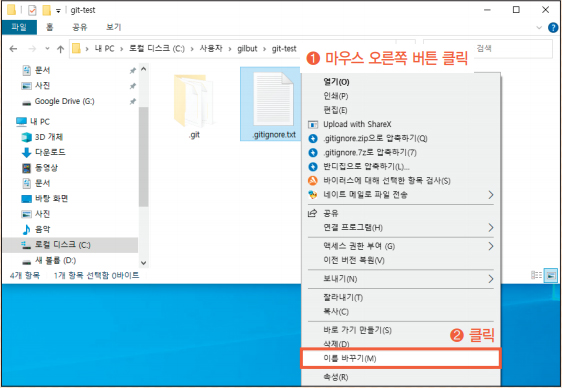 git-test
파일 홈 공유 보기
내 PC > 로컬 디스크 (C:) > 사용자 > gilbut > git-test
검색
① 마우스 오른쪽 버튼 클릭
문서
사진
Google Drive (G:)
내 PC
3D 개체
다운로드
동영상
문서
바탕 화면
사진
음악
로컬 디스크 (C:)
새 볼륨 (D:)
.git
.gitignore.txt
열기(O)
인쇄(P)
편집(E)
Upload with ShareX
.gitignore.zip으로 압축하기(Q)
.gitignore.7z로 압축하기(7)
반디집으로 압축하기(L)...
바이러스에 대해 선택한 항목 검사(S)
네이트 메일로 파일 전송
공유
연결 프로그램(H)
액세스 권한 부여 (G)
이전 버전 복원(V)
보내기(N)
잘라내기(T)
복사(C)
바로 가기 만들기(S)
② 클릭
삭제(D)
이름 바꾸기(M)
속성(R)
4개 항목 1개 항목 선택함 0바이트